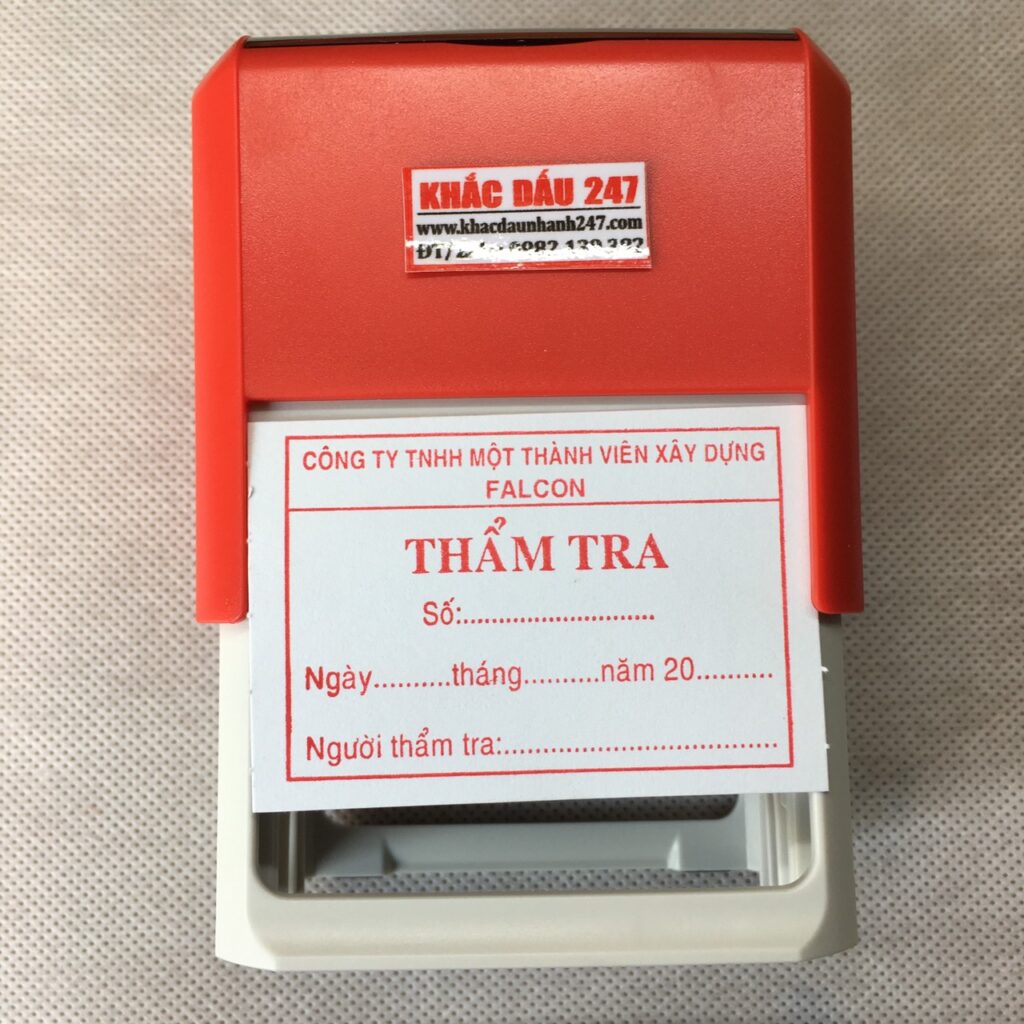 KHẮC DẤU 247
www.khacdaunhanh247.com
CÔNG TY TNHH MỘT THÀNH VIÊN XÂY DỰNG
FALCON
THẨM TRA
Số:...........................
Ngày..........tháng..........năm 20..........
Người thẩm tra:...................................